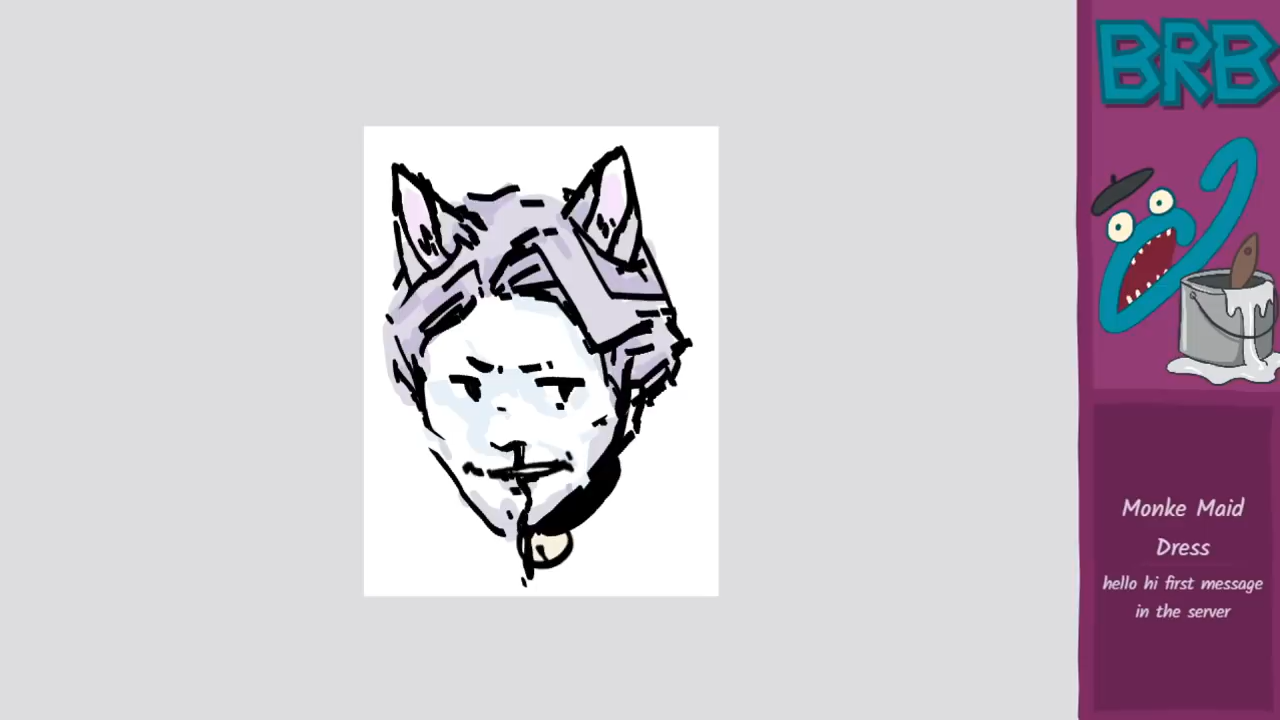 BRB
Monke Maid
Dress
hello hi first message
in the server